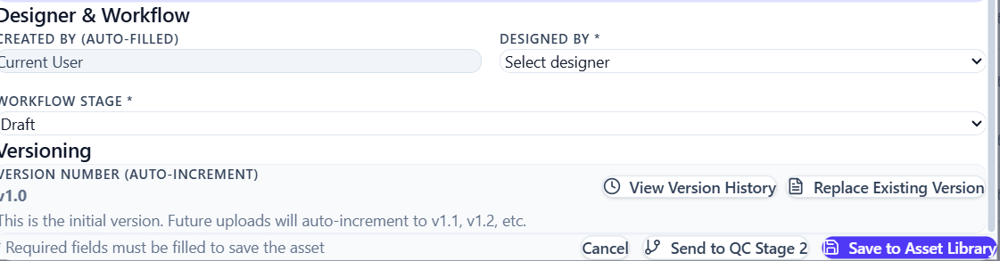 Designer & Workflow
CREATED BY (AUTO-FILLED)
DESIGNED BY *
Current User
Select designer
WORKFLOW STAGE *
Draft
Versioning
VERSION NUMBER (AUTO-INCREMENT)
v1.0
View Version History
Replace Existing Version
This is the initial version. Future uploads will auto-increment to v1.1, v1.2, etc.
* Required fields must be filled to save the asset
Cancel
Send to QC Stage 2
Save to Asset Library